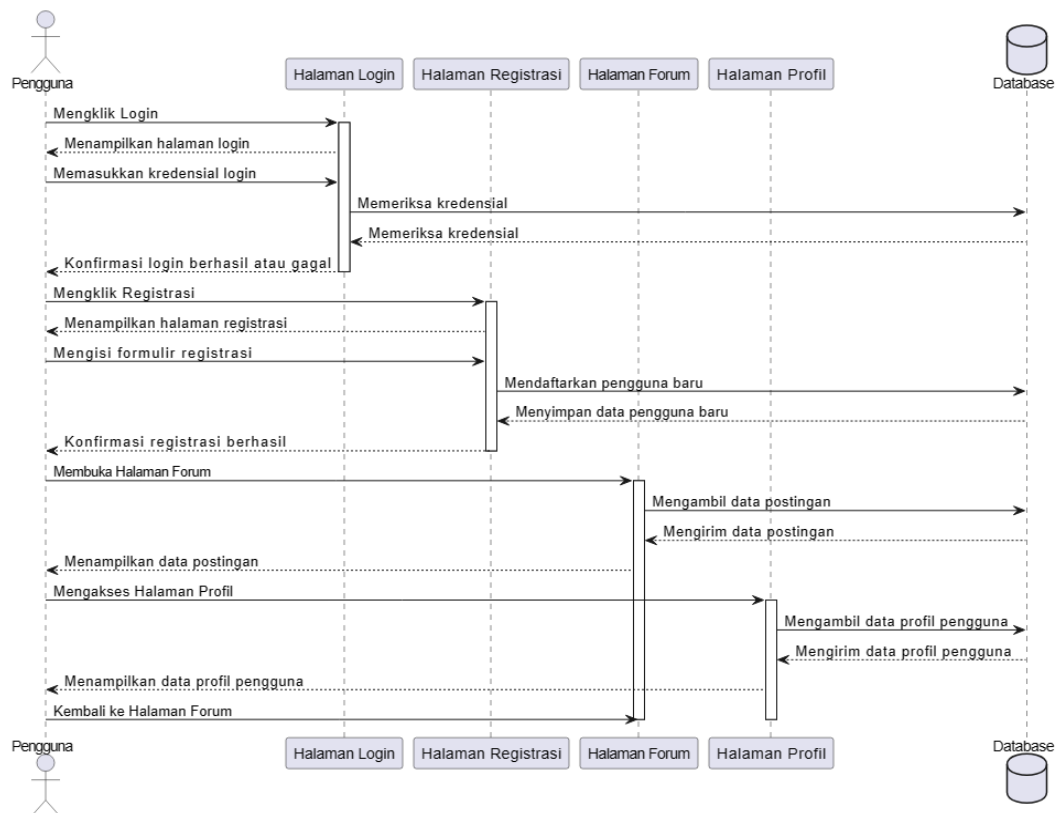 Pengguna
Halaman Login
Halaman Registrasi
Halaman Forum
Halaman Profil
Database
Mengklik Login
Menampilkan halaman login
Memasukkan kredensial login
Memeriksa kredensial
Memeriksa kredensial
Konfirmasi login berhasil atau gagal
Mengklik Registrasi
Menampilkan halaman registrasi
Mengisi formulir registrasi
Mendaftarkan pengguna baru
Menyimpan data pengguna baru
Konfirmasi registrasi berhasil
Membuka Halaman Forum
Mengambil data postingan
Mengirim data postingan
Menampilkan data postingan
Mengakses Halaman Profil
Mengambil data profil pengguna
Mengirim data profil pengguna
Menampilkan data profil pengguna
Kembali ke Halaman Forum
Pengguna
Halaman Login
Halaman Registrasi
Halaman Forum
Halaman Profil
Database